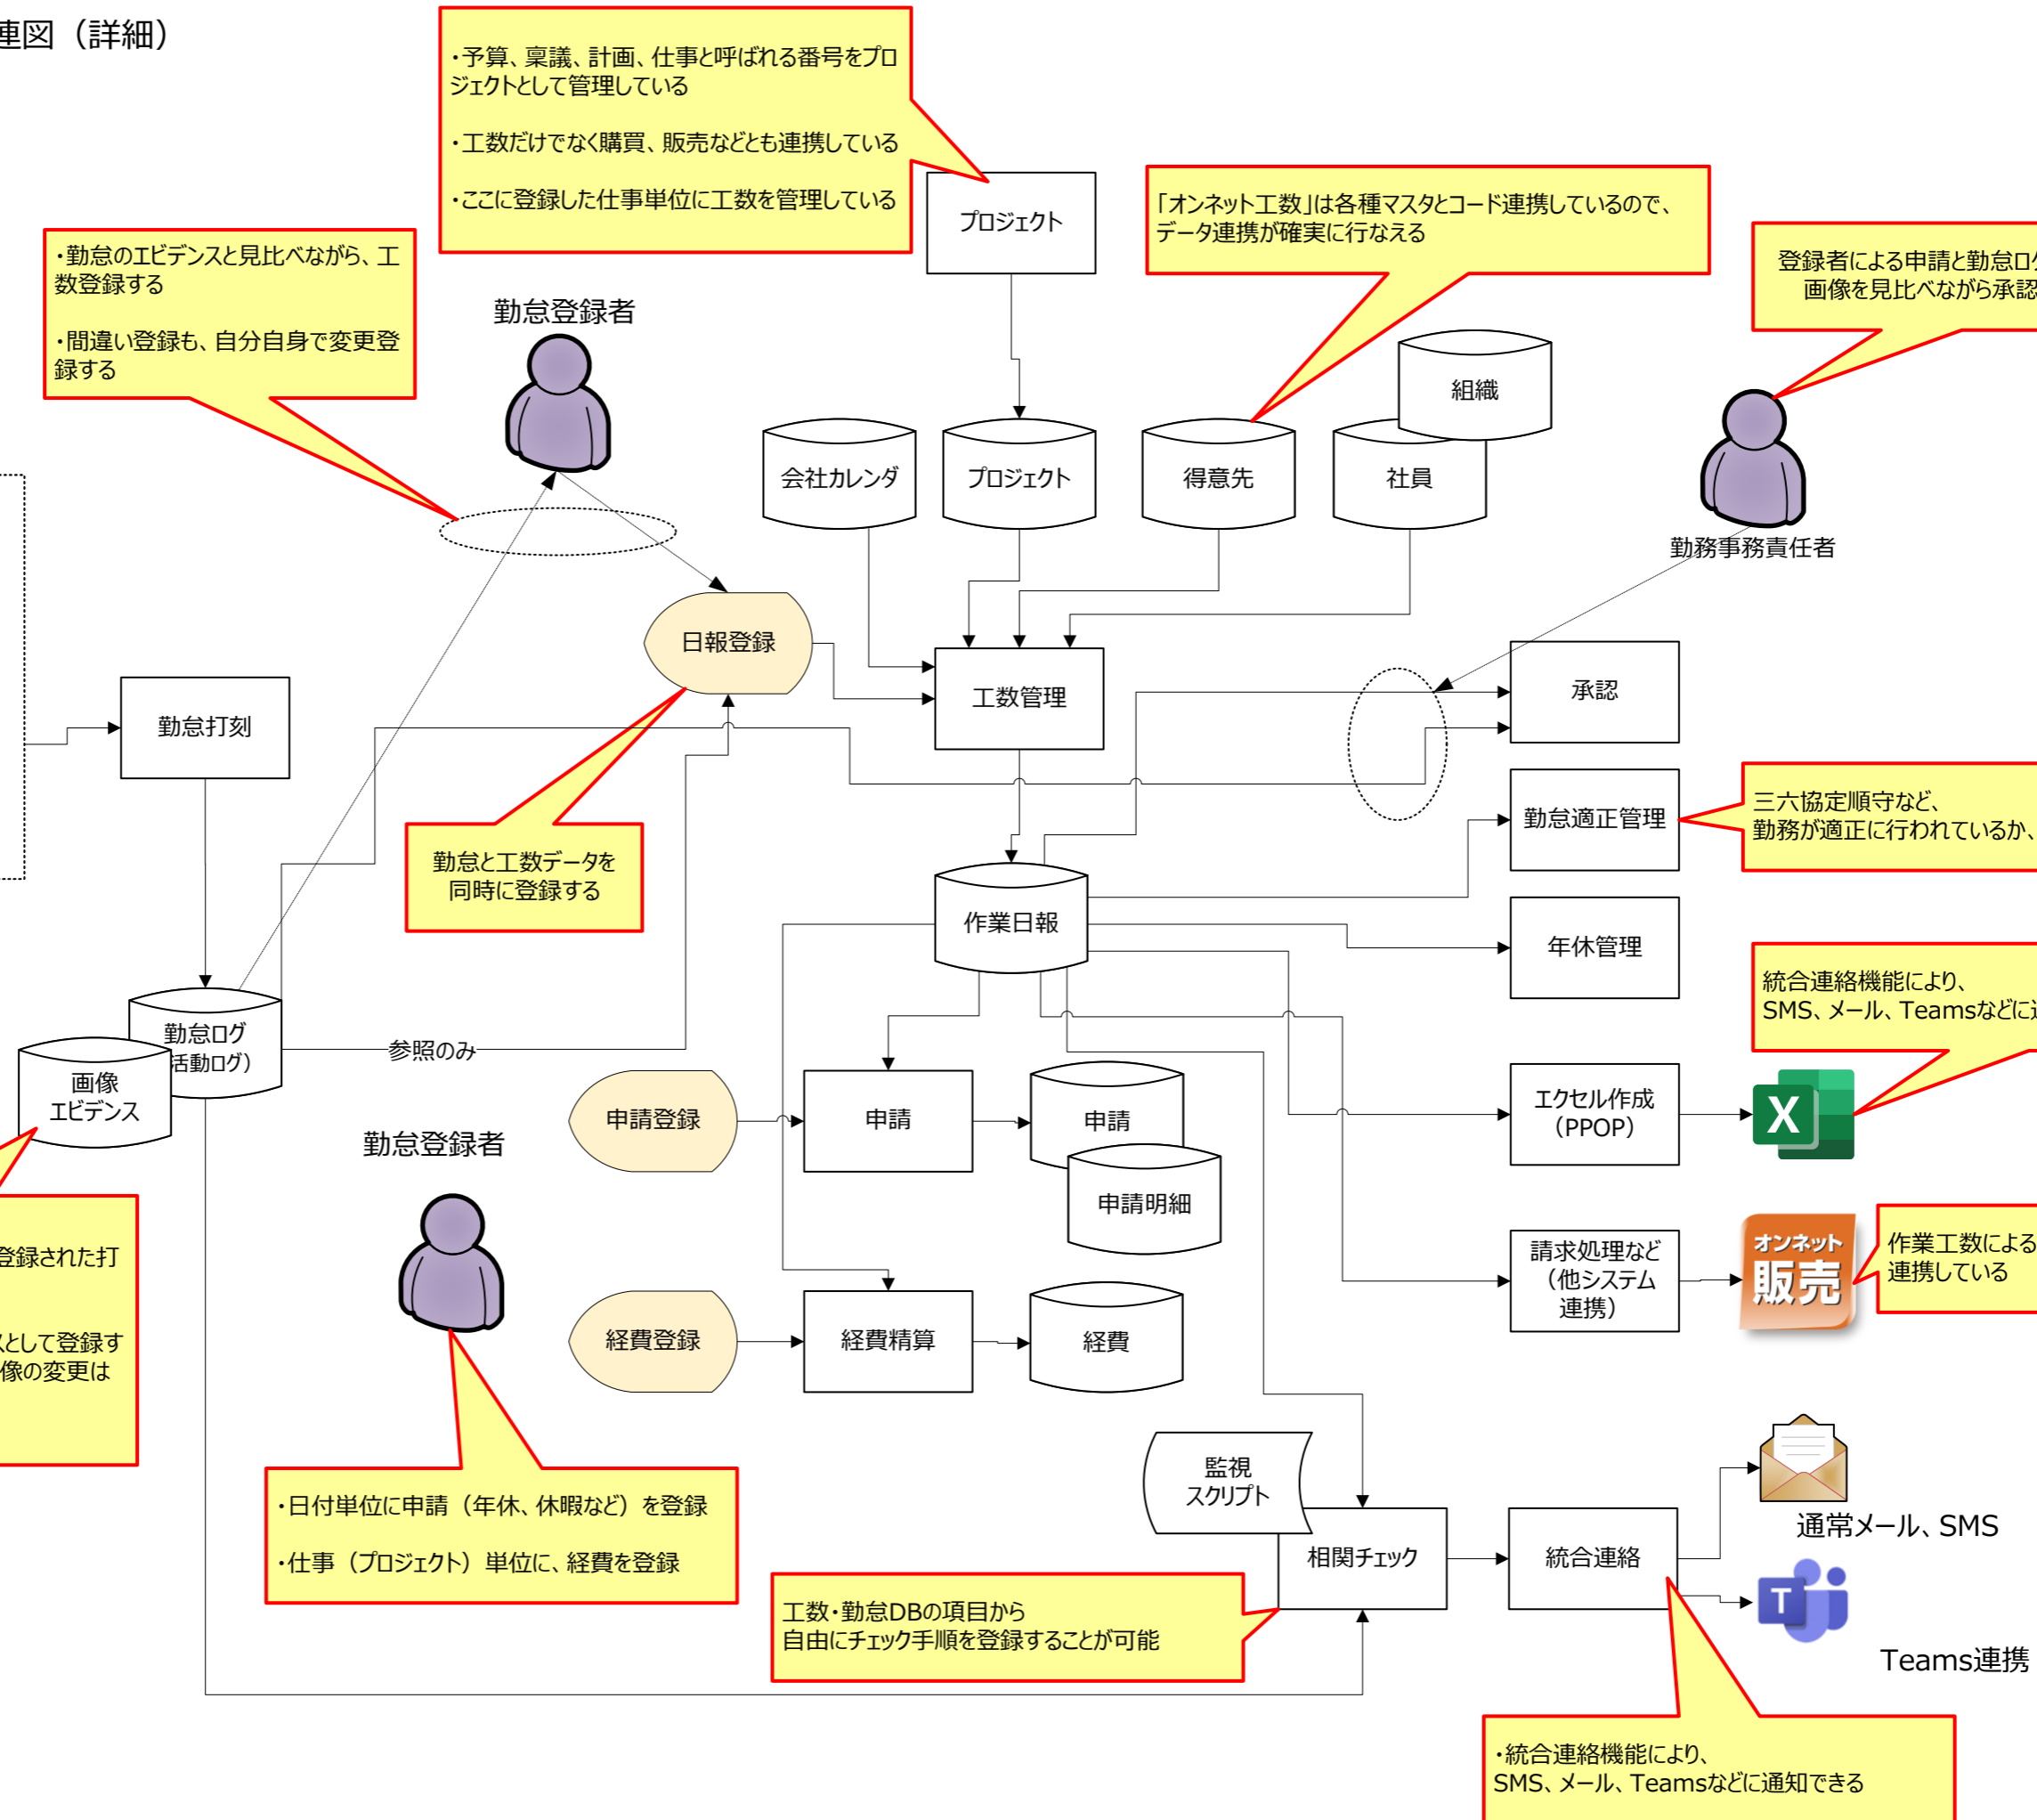 連図（詳細）
・予算、稟議、計画、仕事と呼ばれる番号をプロ
ジェクトとして管理している
・工数だけでなく購買、販売などとも連携している
・ここに登録した仕事単位に工数を管理している
プロジェクト
「オンネット工数」は各種マスタとコード連携しているので、
データ連携が確実に行なえる
登録者による申請と勤怠ログ
画像を見比べながら承認
・勤怠のエビデンスと見比べながら、工
数登録する
・間違い登録も、自分自身で変更登
録する
勤怠登録者
会社カレンダ
プロジェクト
得意先
組織
社員
勤務事務責任者
日報登録
工数管理
承認
勤怠打刻
勤怠適正管理
三六協定順守など、
勤務が適正に行われているか、
勤怠と工数データを
同時に登録する
作業日報
年休管理
統合連絡機能により、
SMS、メール、Teamsなどに
勤怠ログ
活動ログ）
参照のみ
画像
エビデンス
申請登録
申請
申請
申請明細
エクセル作成
（PPOP）
X
勤怠登録者
登録された打
スとして登録す
像の変更は
請求処理など
（他システム
連携）
オンネット
販売
作業工数による
連携している
経費登録
経費精算
経費
・日付単位に申請（年休、休暇など）を登録
・仕事（プロジェクト）単位に、経費を登録
監視
スクリプト
相関チェック
統合連絡
通常メール、SMS
T
Teams連携
工数・勤怠DBの項目から
自由にチェック手順を登録することが可能
・統合連絡機能により、
SMS、メール、Teamsなどに通知できる